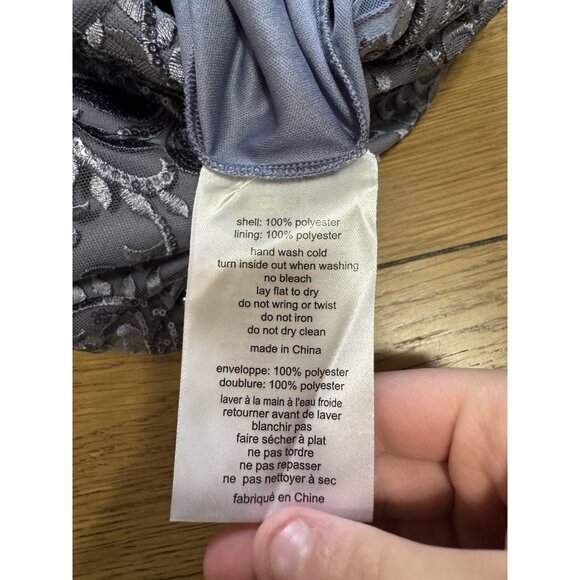 shell: 100% polyester
lining: 100% polyester
hand wash cold
turn inside out when washing
no bleach
lay flat to dry
do not wring or twist
do not iron
do not dry clean
made in China
enveloppe: 100% polyester
doublure: 100% polyester
laver à la main à l'eau froide
retourner avant de laver
blanchir pas
faire sécher à plat
ne pas tordre
ne pas repasser
ne pas nettoyer à sec
fabriqué en Chine